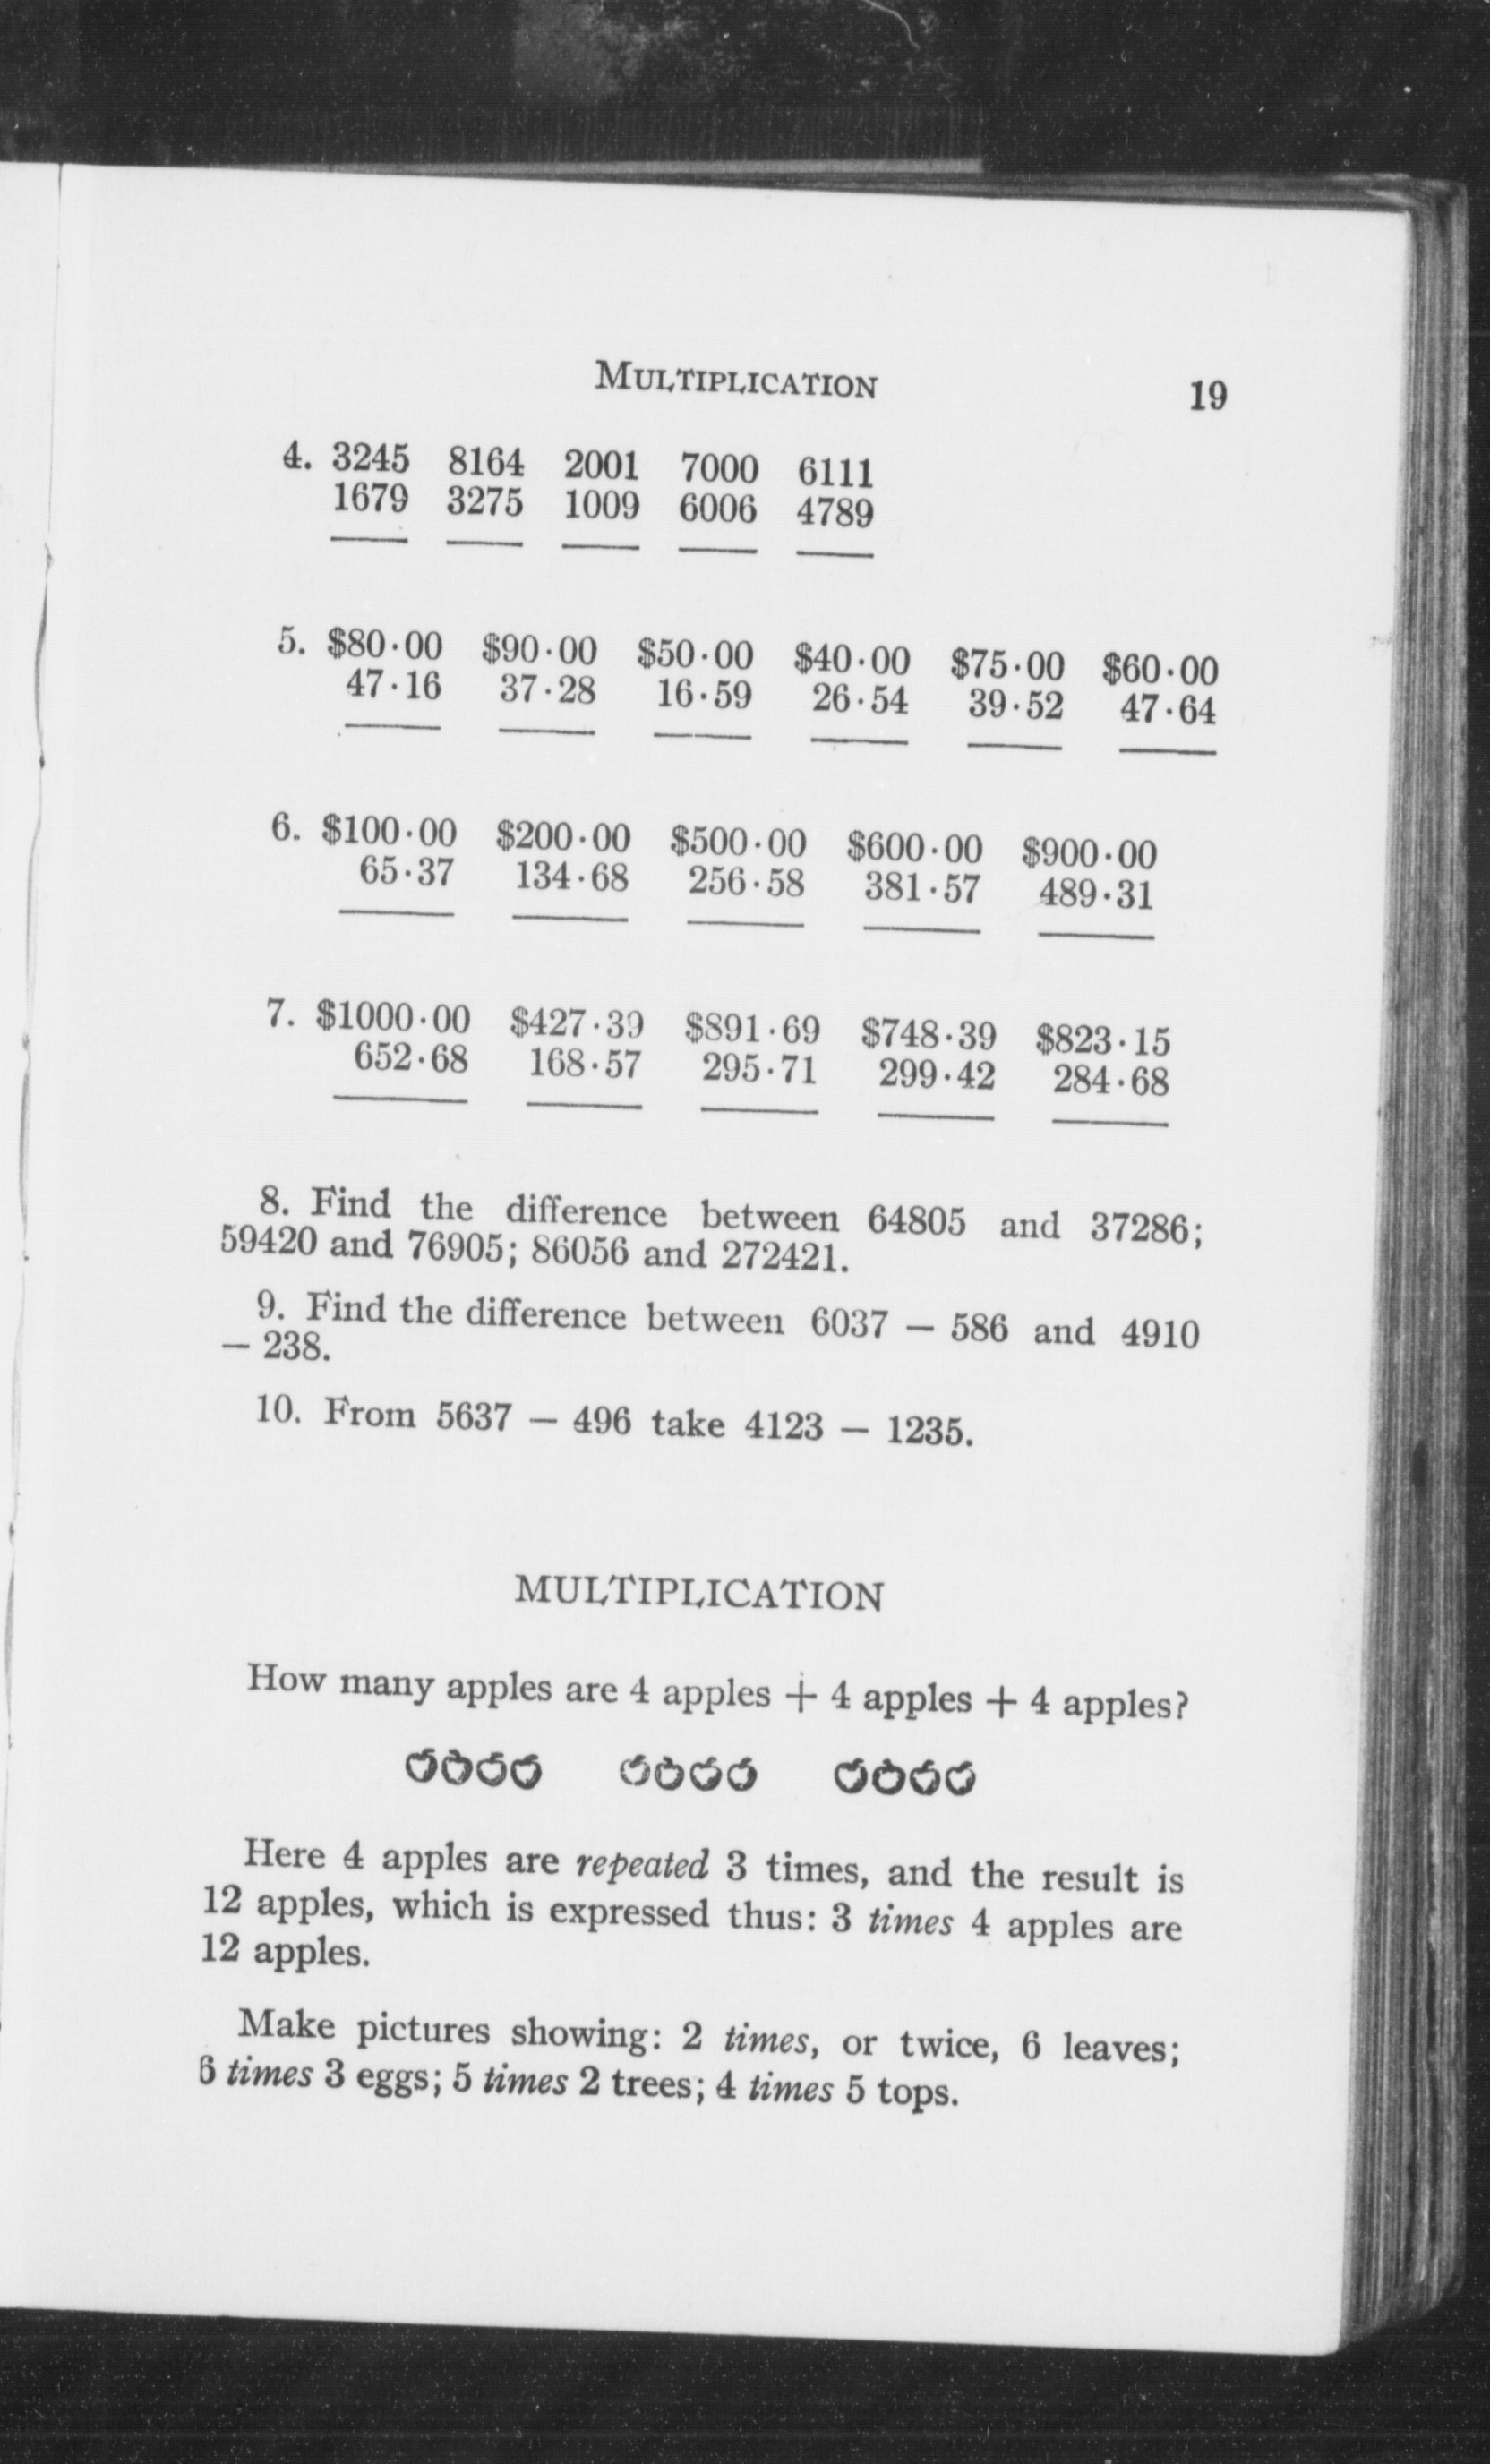 MULTIPLICATION 19
4. 3245 8164 2001 7000 6111
1679 3275 1009 6006 4789
5. $80·00 $90·00 $50·00 $40·00 $75·00 $60·00
47·16 37·28 16·59 26·54 39·52 47·64
6. $100·00 $200·00 $500·00 $600·00 $900·00
65·37 134·68 256·58 381·57 489·31
7. $1000·00 $427·39 $891·69 $748·39 $823·15
652·68 168·57 295·71 299·42 284·68
8. Find the difference between 64805 and 37286;
59420 and 76905; 86056 and 272421.
9. Find the difference between 6037 – 586 and 4910
– 238.
10. From 5637 – 496 take 4123 – 1235.
MULTIPLICATION
How many apples are 4 apples + 4 apples + 4 apples?
Here 4 apples are repeated 3 times, and the result is
12 apples, which is expressed thus: 3 times 4 apples are
12 apples.
Make pictures showing: 2 times, or twice, 6 leaves;
6 times 3 eggs; 5 times 2 trees; 4 times 5 tops.